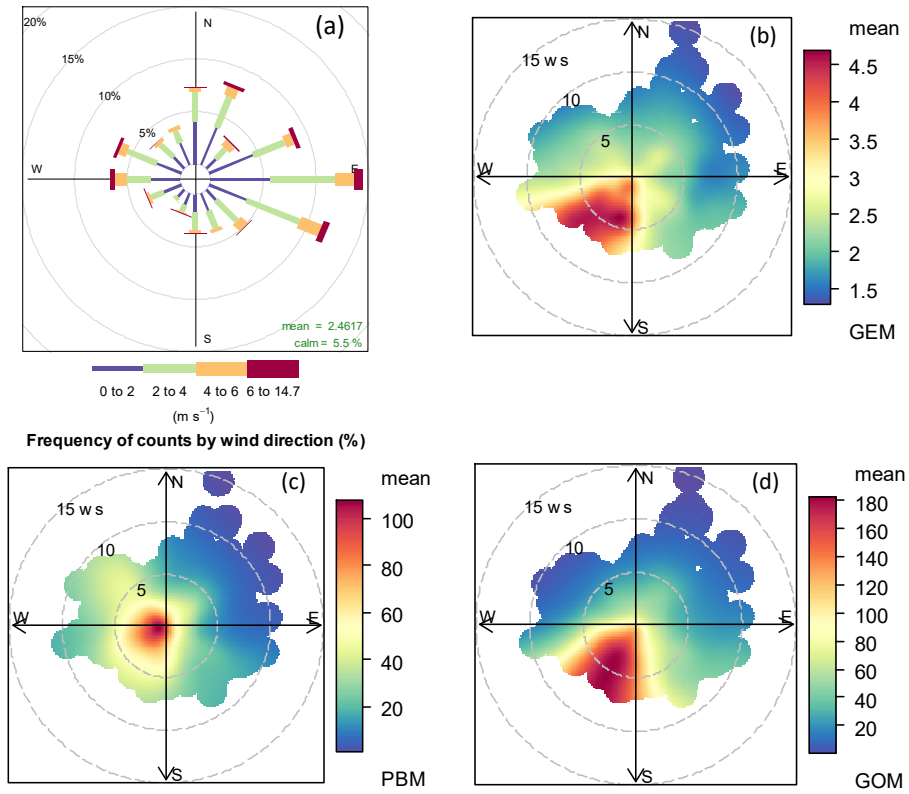 20%
(a)
N
15%
10%
5%
W
E
S
mean = 2.4617
calm = 5.5 %
0 to 2
2 to 4
4 to 6
6 to 14.7
(m s⁻¹)
Frequency of counts by wind direction (%)
(b)
mean
N
15 ws
10
5
W
E
S
4.5
4
3.5
3
2.5
2
1.5
GEM
(c)
mean
N
15 ws
10
5
W
E
S
100
80
60
40
20
PBM
(d)
mean
N
15 ws
10
5
W
E
S
180
160
140
120
100
80
60
40
20
GOM